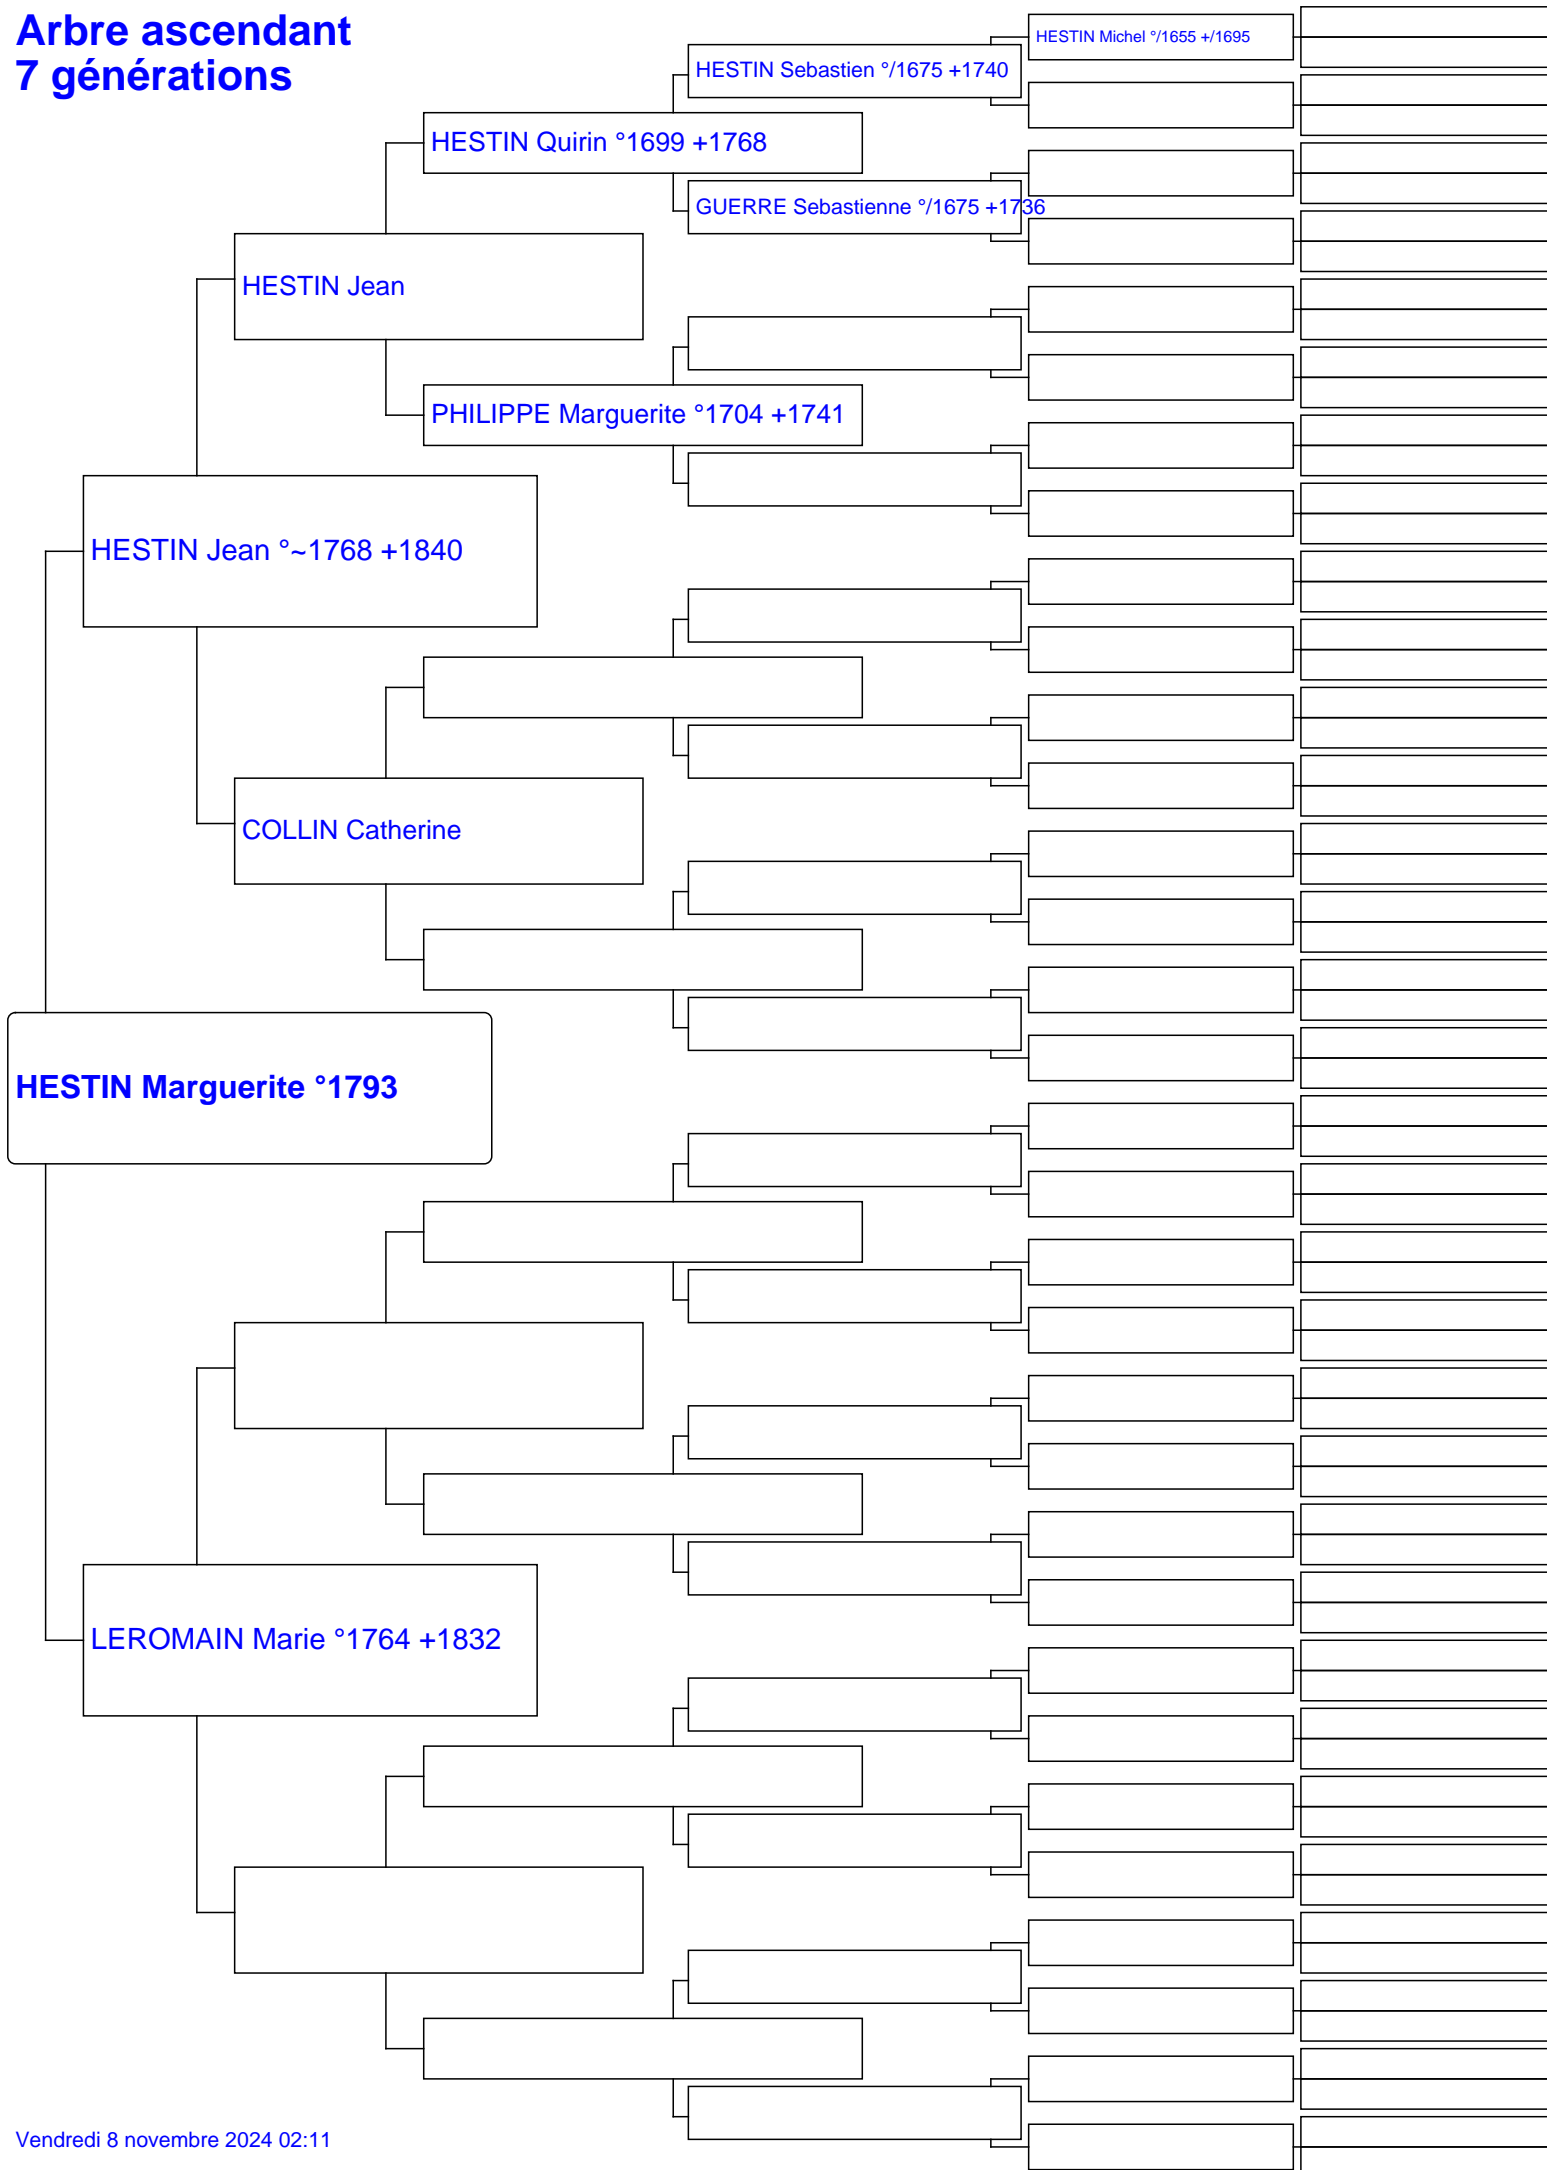 Arbre ascendant
7 générations
HESTIN Michel °/1655 +/1695
HESTIN Sebastien °/1675 +1740
HESTIN Quirin °1699 +1768
GUERRE Sebastienne °/1675 +1736
HESTIN Jean
PHILIPPE Marguerite °1704 +1741
HESTIN Jean °~1768 +1840
COLLIN Catherine
HESTIN Marguerite °1793
LEROMAIN Marie °1764 +1832
Vendredi 8 novembre 2024 02:11